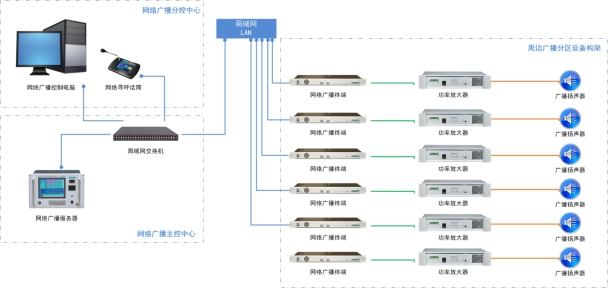 网络广播分控中心
网络广播控制电脑
网络寻呼话筒
局域网交换机
网络广播服务器
网络广播主控中心
局域网
LAN
周边广播分区设备构架
网络广播终端
功率放大器
广播扬声器
网络广播终端
功率放大器
广播扬声器
网络广播终端
功率放大器
广播扬声器
网络广播终端
功率放大器
广播扬声器
网络广播终端
功率放大器
广播扬声器
网络广播终端
功率放大器
广播扬声器